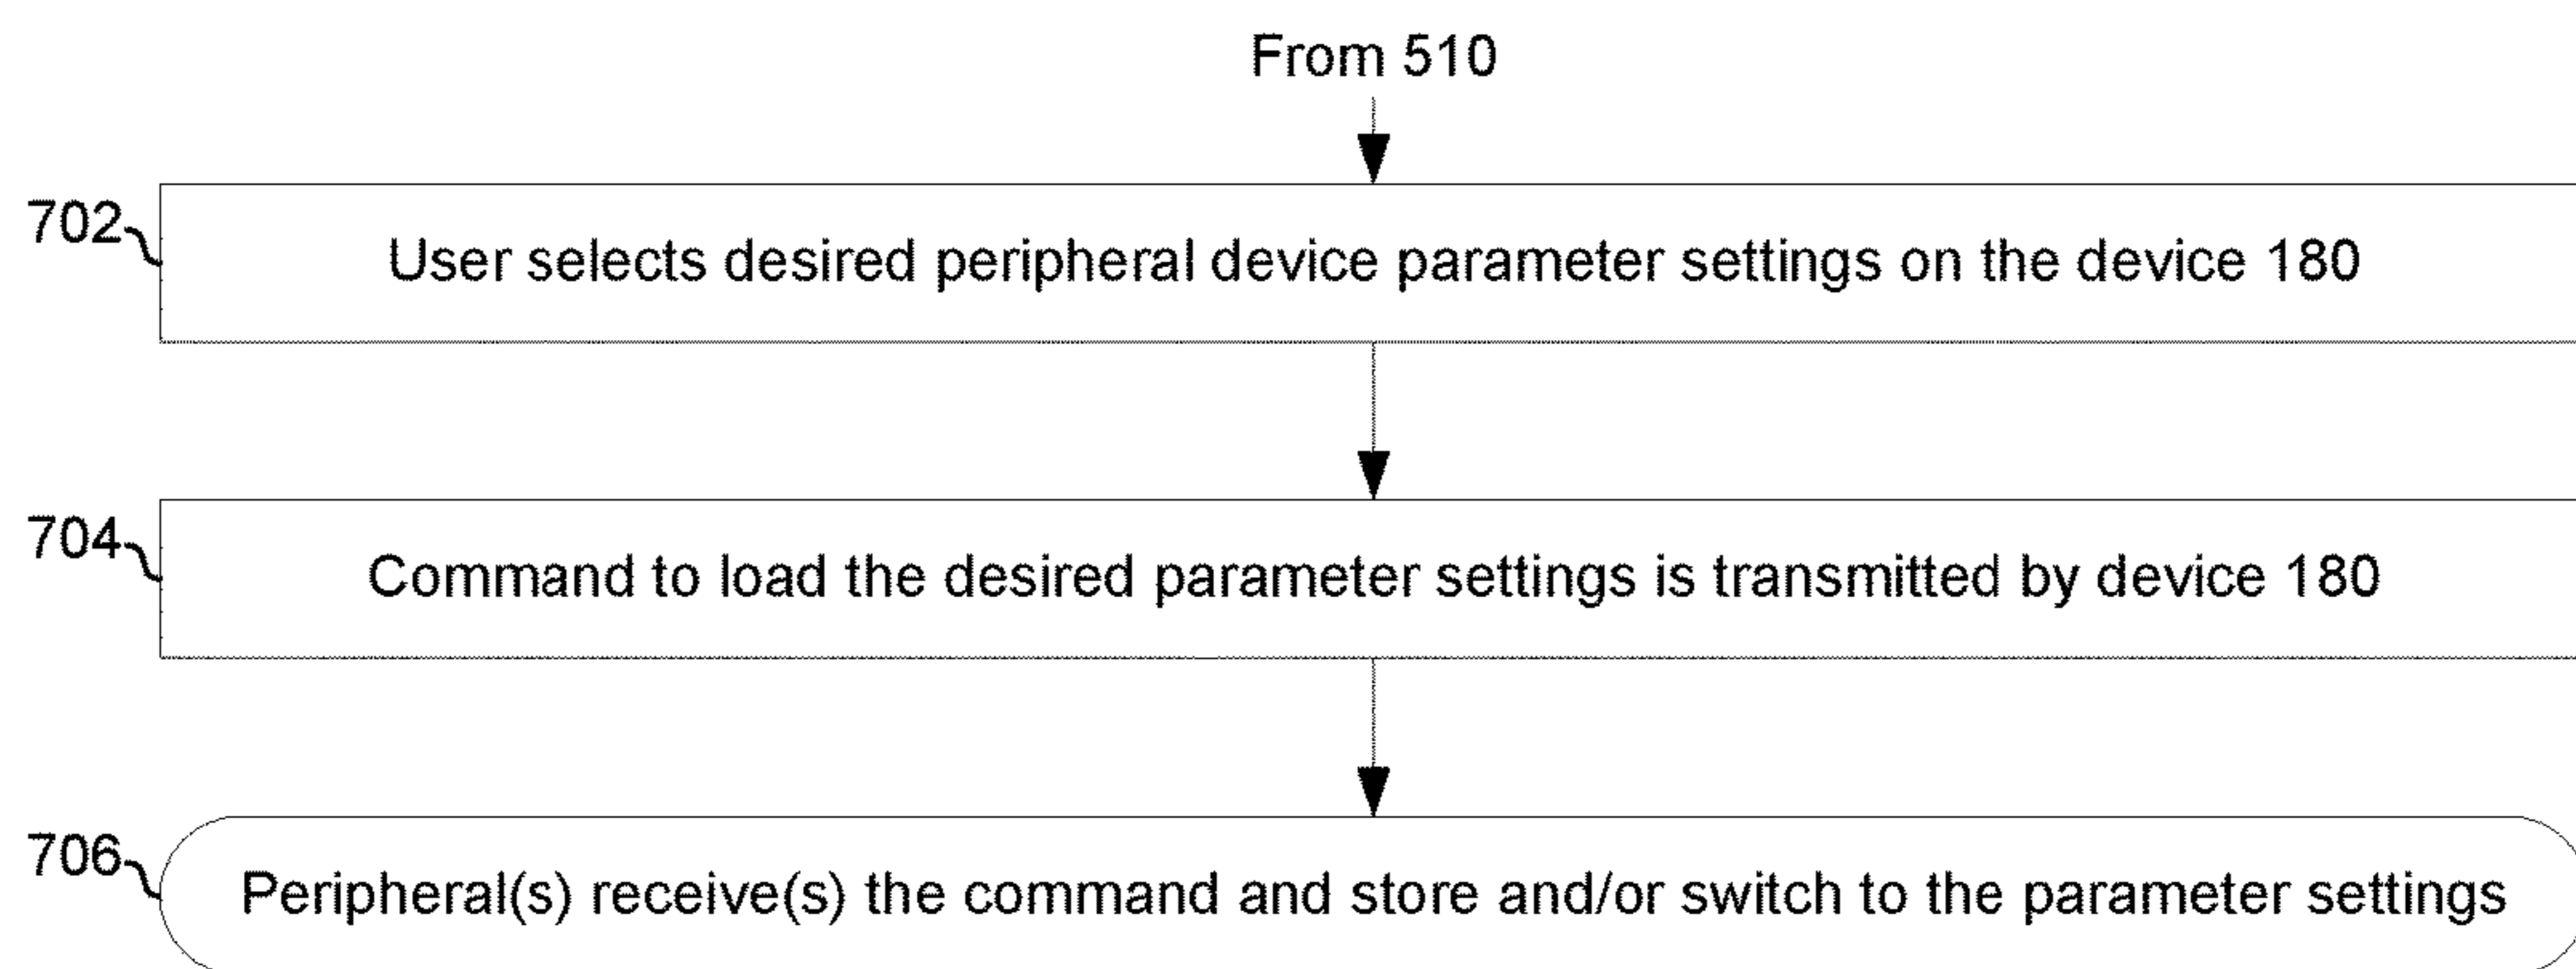 From 510
702
User selects desired peripheral device parameter settings on the device 180
704
Command to load the desired parameter settings is transmitted by device 180
706
Peripheral(s) receive(s) the command and store and/or switch to the parameter settings